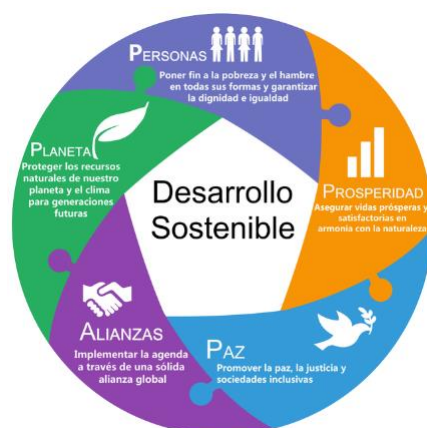 PERSONAS
Poner fin a la pobreza y el hambre
en todas sus formas y garantizar
la dignidad e igualdad
PROSPERIDAD
Asegurar vidas prósperas y
satisfactorias en
armonía con la naturaleza
PAZ
Promover la paz, la justicia y
sociedades inclusivas
ALIANZAS
Implementar la agenda
a través de una sólida
alianza global
PLANETA
Proteger los recursos
naturales de nuestro
planeta y el clima
para generaciones
futuras
Desarrollo
Sostenible